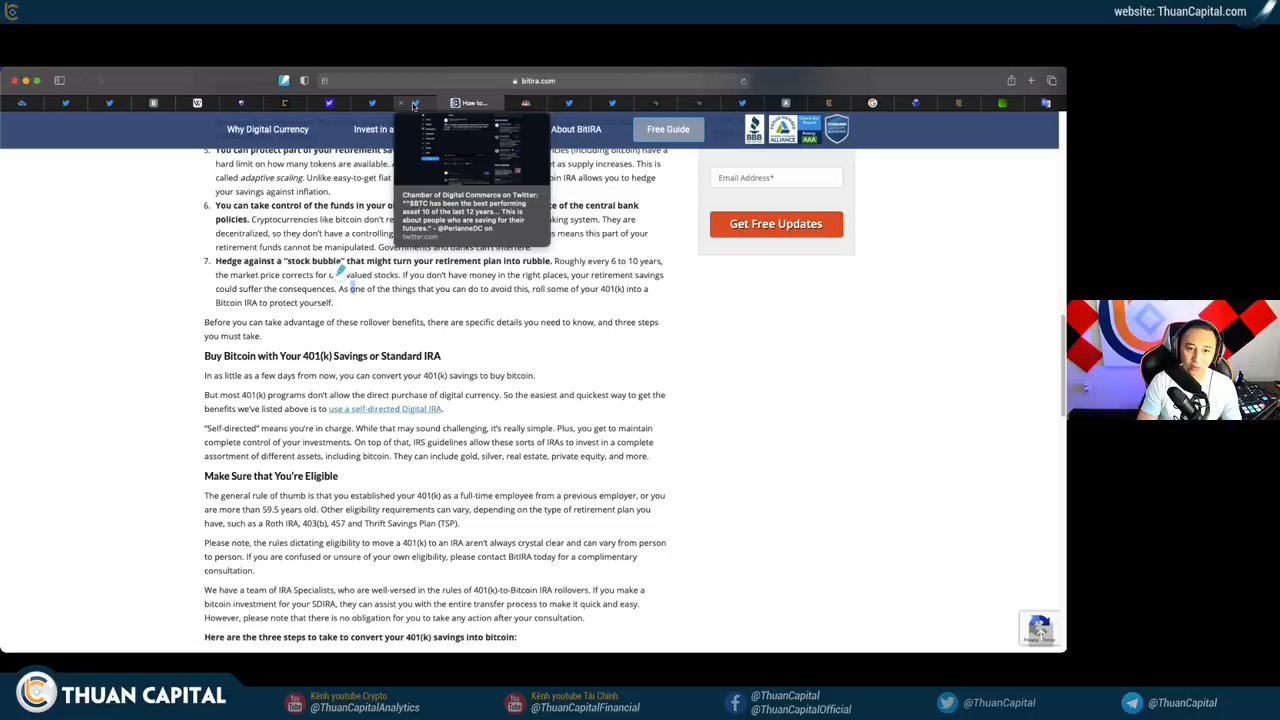 website: ThuanCapital.com
bitira.com
How to...
Why Digital Currency
Invest in a
About BitIRA
Free Guide
BBB
Check Our Report
Rating
AAA
5. You can protect part of your retirement sa
cies (including bitcoin) have a
hard limit on how many tokens are available. A
et as supply increases. This is
called adaptive scaling. Unlike easy-to-get fiat
oin IRA allows you to hedge
your savings against inflation.
6. You can take control of the funds in your o
ce of the central bank
policies. Cryptocurrencies like bitcoin don't re
king system. They are
decentralized, so they don't have a controlling
s means this part of your
retirement funds cannot be manipulated. Governments and banks can't interfere.
Chamber of Digital Commerce on Twitter:
""$BTC has been the best performing
asset 10 of the last 12 years... This is
about people who are saving for their
futures." - @PerianneDC on
twitter.com
Email Address*
Get Free Updates
7. Hedge against a "stock bubble" that might turn your retirement plan into rubble. Roughly every 6 to 10 years,
the market price corrects for o valued stocks. If you don't have money in the right places, your retirement savings
could suffer the consequences. As one of the things that you can do to avoid this, roll some of your 401(k) into a
Bitcoin IRA to protect yourself.
Before you can take advantage of these rollover benefits, there are specific details you need to know, and three steps
you must take.
Buy Bitcoin with Your 401(k) Savings or Standard IRA
In as little as a few days from now, you can convert your 401(k) savings to buy bitcoin.
But most 401(k) programs don't allow the direct purchase of digital currency. So the easiest and quickest way to get the
benefits we've listed above is to use a self-directed Digital IRA.
"Self-directed" means you're in charge. While that may sound challenging, it's really simple. Plus, you get to maintain
complete control of your investments. On top of that, IRS guidelines allow these sorts of IRAs to invest in a complete
assortment of different assets, including bitcoin. They can include gold, silver, real estate, private equity, and more.
Make Sure that You're Eligible
The general rule of thumb is that you established your 401(k) as a full-time employee from a previous employer, or you
are more than 59.5 years old. Other eligibility requirements can vary, depending on the type of retirement plan you
have, such as a Roth IRA, 403(b), 457 and Thrift Savings Plan (TSP).
Please note, the rules dictating eligibility to move a 401(k) to an IRA aren't always crystal clear and can vary from person
to person. If you are confused or unsure of your own eligibility, please contact BitIRA today for a complimentary
consultation.
We have a team of IRA Specialists, who are well-versed in the rules of 401(k)-to-Bitcoin IRA rollovers. If you make a
bitcoin investment for your SDIRA, they can assist you with the entire transfer process to make it quick and easy.
However, please note that there is no obligation for you to take any action after your consultation.
Here are the three steps to take to convert your 401(k) savings into bitcoin:
THUAN CAPITAL
Kênh youtube Crypto
@ThuanCapitalAnalytics
Kênh youtube Tài Chính
@ThuanCapitalFinancial
@ThuanCapital
@ThuanCapitalOfficial
@ThuanCapital
@ThuanCapital